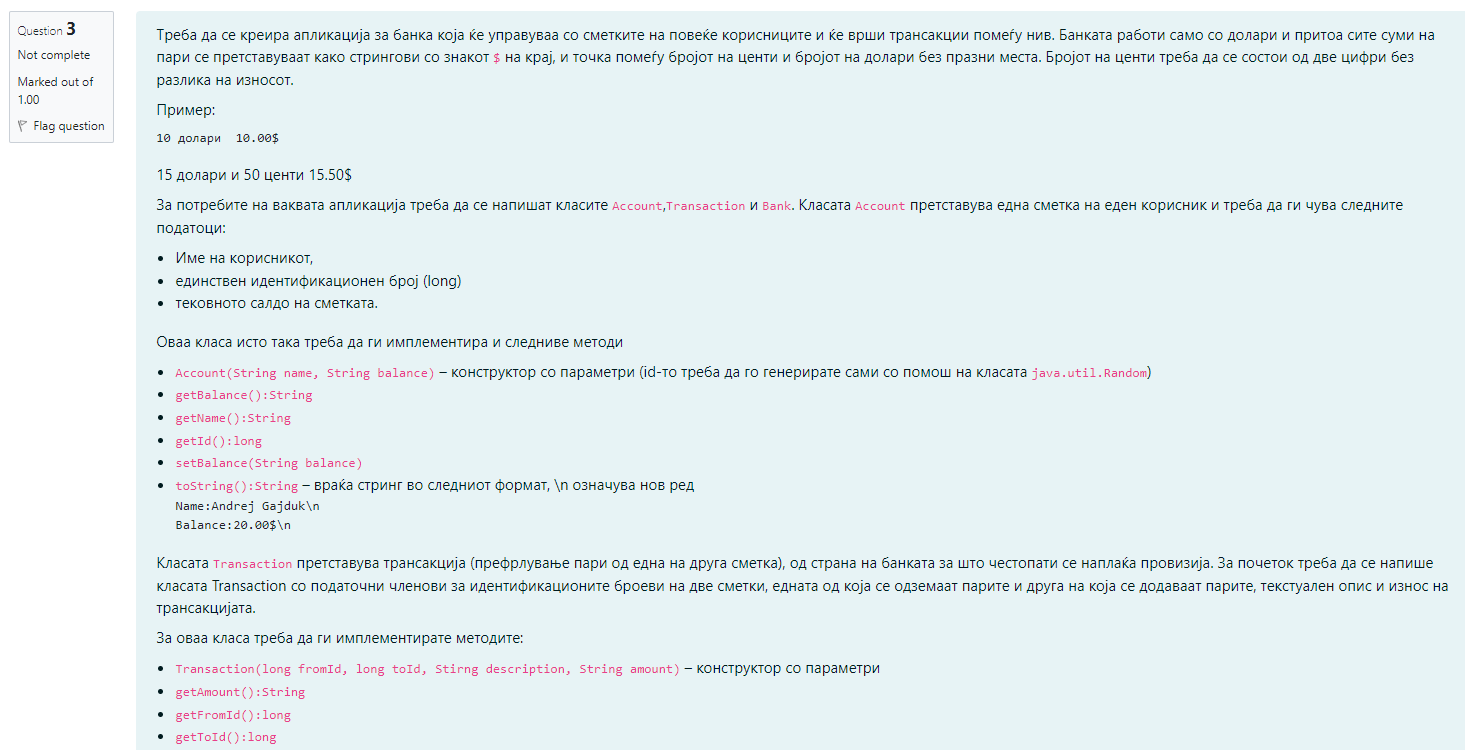 Question 3
Not complete
Marked out of
1.00
Flag question
Треба да се креира апликација за банка која ќе управуваа со сметките на повеќе корисниците и ќе врши трансакции помеѓу нив. Банката работи само со долари и притоа сите суми на
пари се претставуваат како стрингови со знакот $ на крај, и точка помеѓу бројот на центи и бројот на долари без празни места. Бројот на центи треба да се состои од две цифри без
разлика на износот.
Пример:
10 долари  10.00$
15 долари и 50 центи 15.50$
За потребите на ваквата апликација треба да се напишат класите Account,Transaction и Bank. Класата Account претставува една сметка на еден корисник и треба да ги чува следните
податоци:
• Име на корисникот,
• единствен идентификационен број (long)
• тековното салдо на сметката.
Оваа класа исто така треба да ги имплементира и следниве методи
• Account(String name, String balance) – конструктор со параметри (id-то треба да го генерирате сами со помош на класата java.util.Random)
• getBalance():String
• getName():String
• getId():long
• setBalance(String balance)
• toString():String – враќа стринг во следниот формат, \n означува нов ред
Name:Andrej Gajduk\n
Balance:20.00$\n
Класата Transaction претставува трансакција (префрлување пари од една на друга сметка), од страна на банката за што честопати се наплаќа провизија. За почеток треба да се напише
класата Transaction со податочни членови за идентификационите броеви на две сметки, едната од која се одземаат парите и друга на која се додаваат парите, текстуален опис и износ на
трансакцијата.
За оваа класа треба да ги имплементирате методите:
• Transaction(long fromId, long toId, Stirng description, String amount) – конструктор со параметри
• getAmount():String
• getFromId():long
• getToId():long